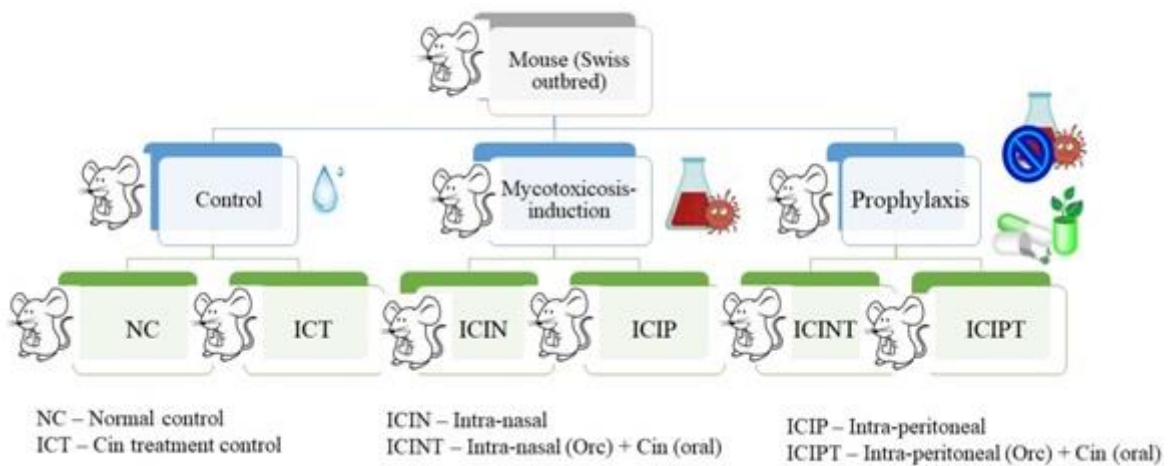 Mouse (Swiss
outbred)
Control
Mycotoxicosis-
induction
Prophylaxis
NC
ICT
ICIN
ICIP
ICINT
ICIPT
NC – Normal control
ICT – Cin treatment control
ICIN – Intra-nasal
ICINT – Intra-nasal (Orc) + Cin (oral)
ICIP – Intra-peritoneal
ICIPT – Intra-peritoneal (Orc) + Cin (oral)